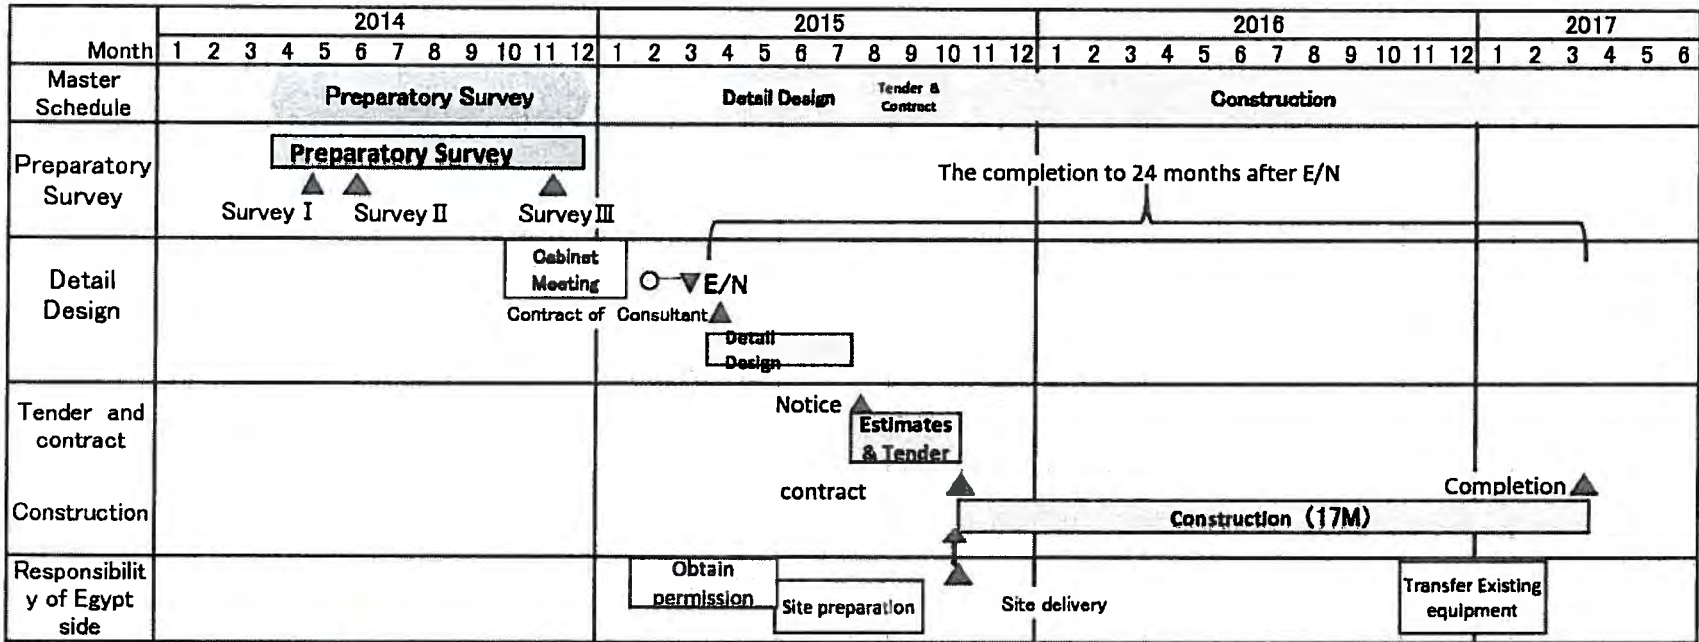 2014 2015 2016 2017
Month 1 2 3 4 5 6 7 8 9 10 11 12 1 2 3 4 5 6 7 8 9 10 11 12 1 2 3 4 5 6 7 8 9 10 11 12 1 2 3 4 5 6
Master
Schedule
Preparatory Survey
Detail Design
Tender &
Contract
Construction
Preparatory
Survey
Preparatory Survey
Survey I Survey II Survey III
The completion to 24 months after E/N
Detail
Design
Cabinet
Meeting
E/N
Contract of Consultant
Detail
Design
Tender and
contract
Notice
Estimates
& Tender
contract
Completion
Construction
Construction (17M)
Responsibilit
y of Egypt
side
Obtain
permission
Site preparation
Site delivery
Transfer Existing
equipment